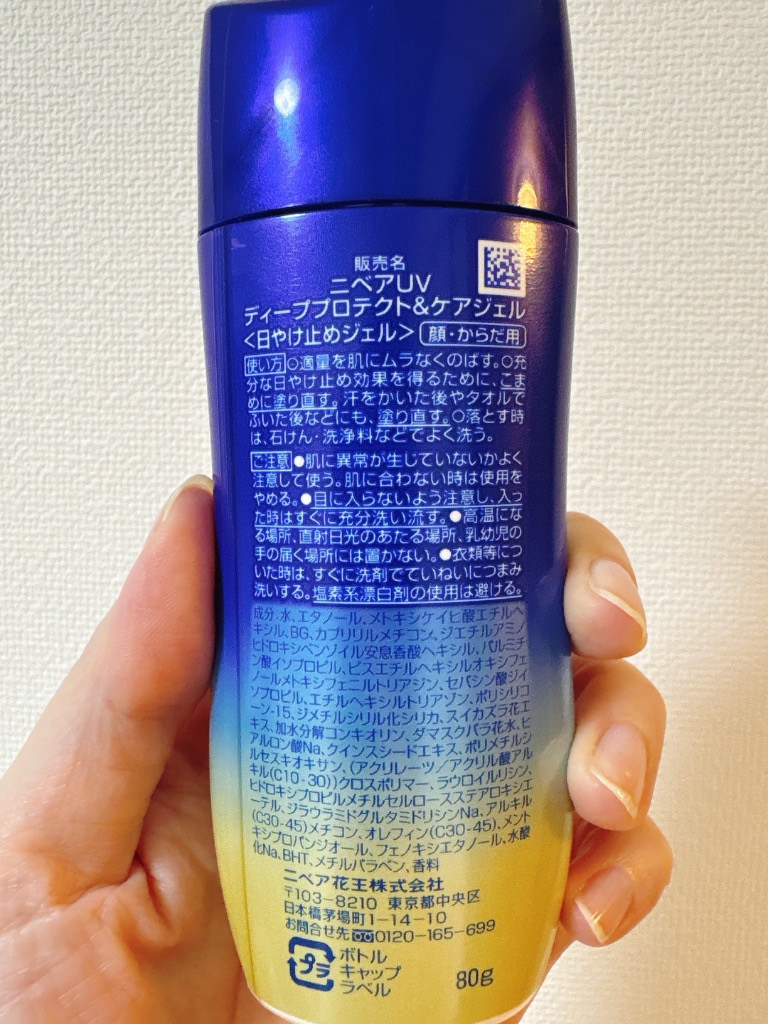 販売名
ニベアUV
ディーププロテクト&ケアジェル
<日やけ止めジェル> 顔・からだ用
使い方 ○適量を肌にムラなくのばす。○充
分な日やけ止め効果を得るために、こま
めに塗り直す。汗をかいた後やタオルで
ふいた後などにも、塗り直す。○落とす時
は、石けん・洗浄料などでよく洗う。
ご注意 ●肌に異常が生じていないかよく
注意して使う。肌に合わない時は使用を
やめる。●目に入らないよう注意し、入っ
た時はすぐに充分洗い流す。●高温にな
る場所、直射日光のあたる場所、乳幼児の
手の届く場所には置かない。●衣類等につ
いた時は、すぐに洗剤でていねいにつまみ
洗いする。塩素系漂白剤の使用は避ける。
成分:水、エタノール、メトキシケイヒ酸エチルヘ
キシル、BG、カプリリルメチコン、ジエチルアミノ
ヒドロキシベンゾイル安息香酸ヘキシル、パルミチ
ン酸イソプロピル、ビスエチルヘキシルオキシフェ
ノールメトキシフェニルトリアジン、セバシン酸ジイ
ソプロピル、エチルヘキシルトリアゾン、ポリシリコ
ーン-15、ジメチルシリル化シリカ、スイカズラ花エ
キス、加水分解コンキオリン、ダマスクバラ花水、ヒ
アルロン酸Na、クインスシードエキス、ポリメチルシ
ルセスキオキサン、(アクリレーツ/アクリル酸アル
キル(C10-30))クロスポリマー、ラウロイルリシン、
ヒドロキシプロピルメチルセルロースステアロキシエ
ーテル、ジラウラミドグルタミドリシンNa、アルキル
(C30-45)メチコン、オレフィン(C30-45)、メント
キシプロパンジオール、フェノキシエタノール、水酸
化Na、BHT、メチルパラベン、香料
ニベア花王株式会社
〒103-8210 東京都中央区
日本橋茅場町1-14-10
お問合せ先 0120-165-699
プラ ボトル
キャップ
ラベル 80g